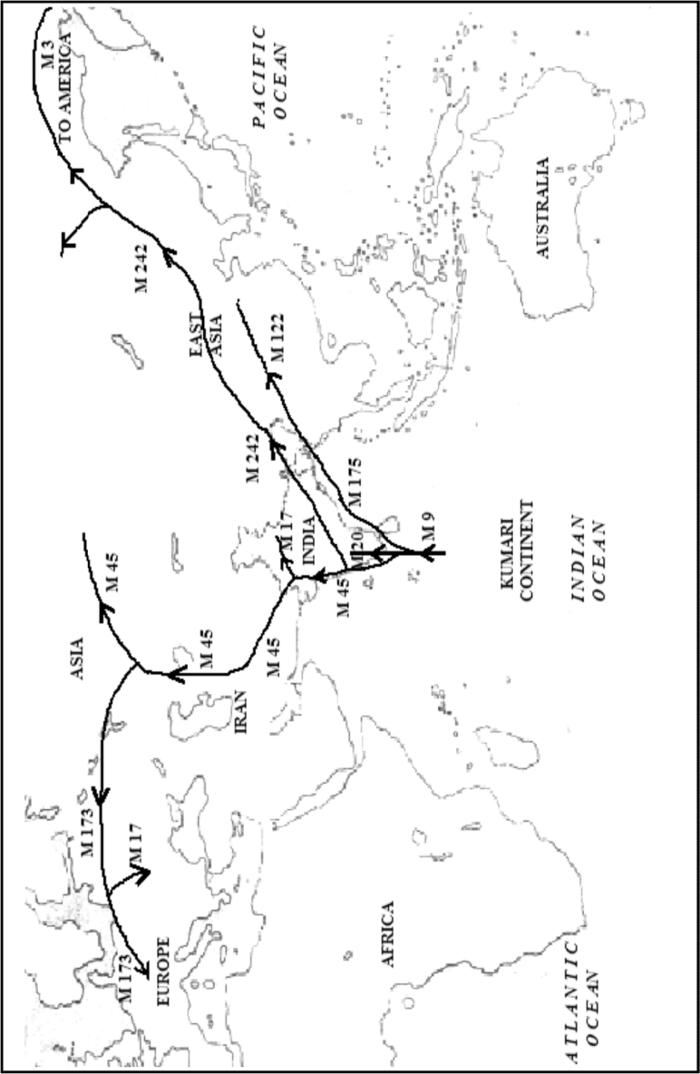 M 3
TO AMERICA
ASIA
M 173
M 45
M 173
M 17
M 242
EUROPE
EAST
ASIA
M 45
IRAN
M 242
PACIFIC
OCEAN
M 45
M 122
M 17
INDIA
M 45
M 20
M 175
AFRICA
M 9
KUMARI
CONTINENT
AUSTRALIA
ATLANTIC
OCEAN
INDIAN
OCEAN